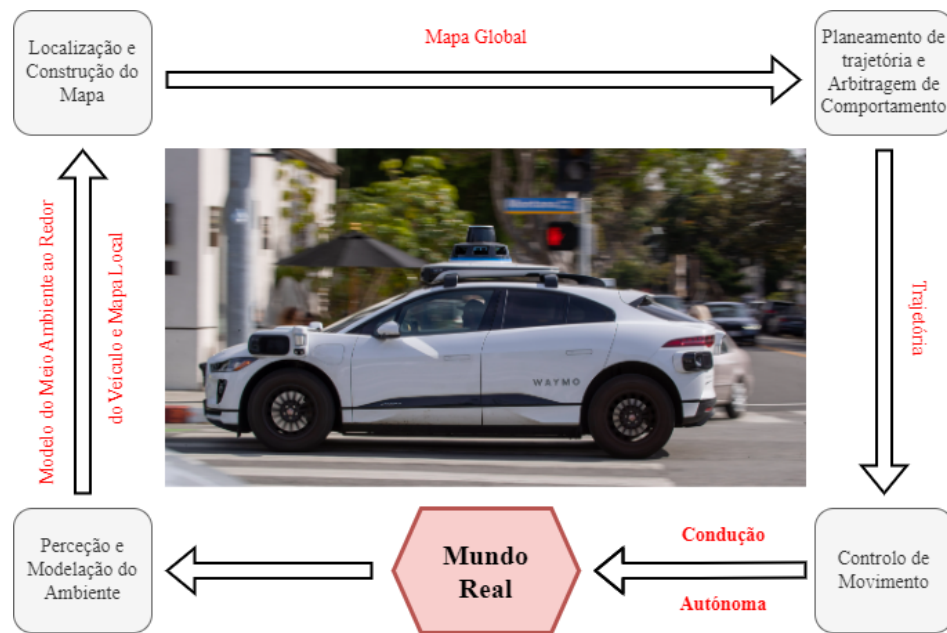 Localização e
Construção do
Mapa
Mapa Global
Planeamento de
trajetória e
Arbitragem de
Comportamento
Modelo do Meio Ambiente ao Redor
do Veículo e Mapa Local
WAYMO
Trajetória
Perceção e
Modelação do
Ambiente
Mundo
Real
Condução
Autónoma
Controlo de
Movimento